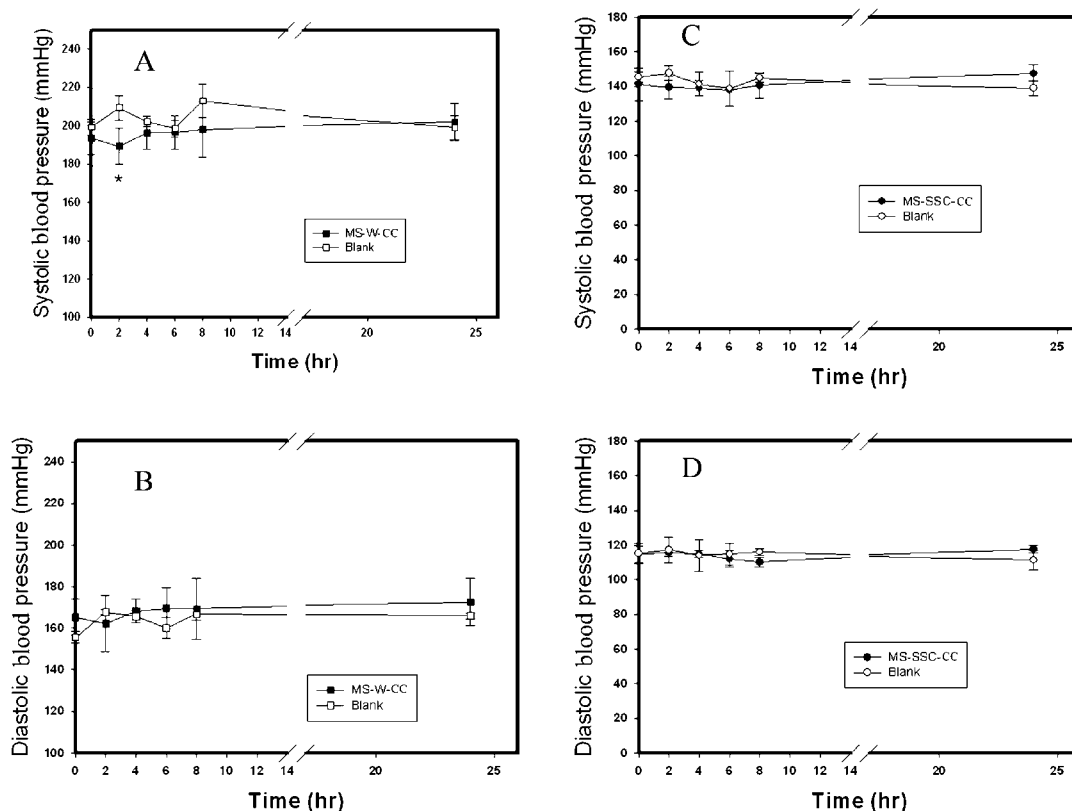 A
Systolic blood pressure (mmHg)
240
220
200
180
160
140
120
100
*
MS-W-CC
Blank
0 2 4 6 8 10 12 14 20 25
Time (hr)
C
Systolic blood pressure (mmHg)
180
160
140
120
100
80
60
40
20
0
MS-SSC-CC
Blank
0 2 4 6 8 10 12 14 20 25
Time (hr)
B
Diastolic blood pressure (mmHg)
240
220
200
180
160
140
120
100
MS-W-CC
Blank
0 2 4 6 8 10 12 14 20 25
Time (hr)
D
Diastolic blood pressure (mmHg)
180
160
140
120
100
80
60
40
20
0
MS-SSC-CC
Blank
0 2 4 6 8 10 12 14 20 25
Time (hr)